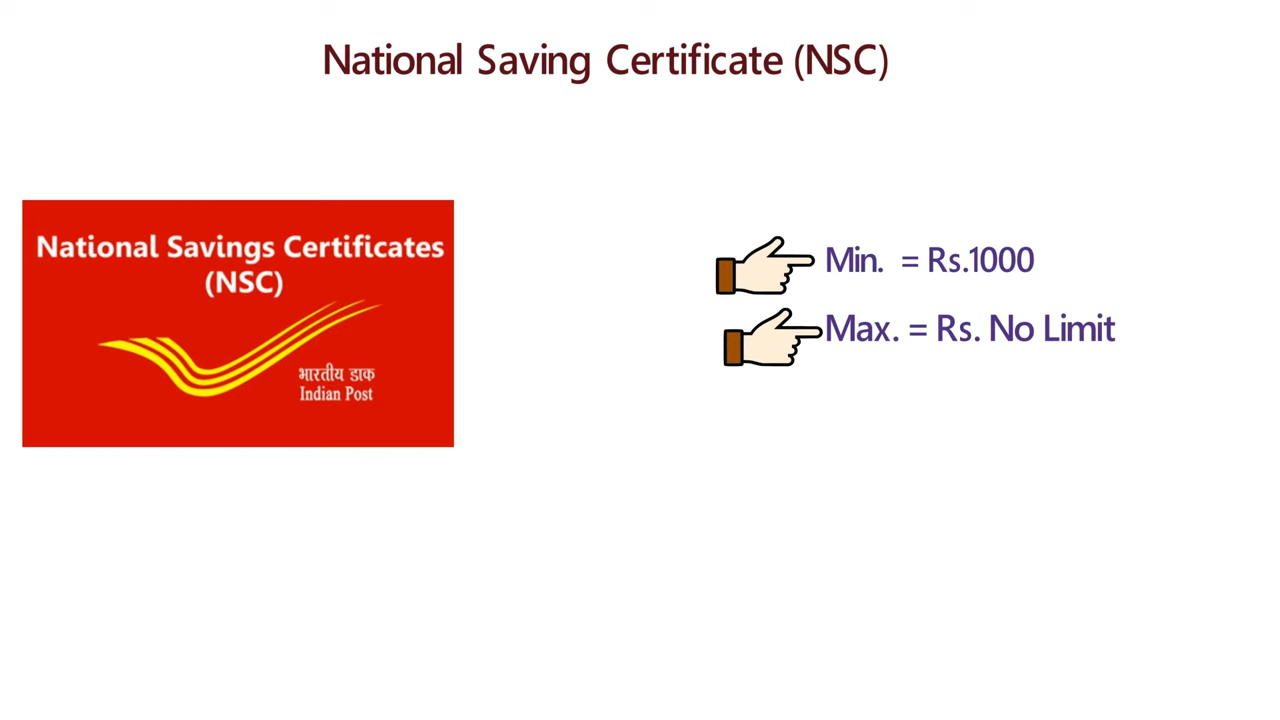 National Saving Certificate (NSC)
National Savings Certificates
(NSC)
भारतीय डाक
Indian Post
Min. = Rs.1000
Max. = Rs. No Limit